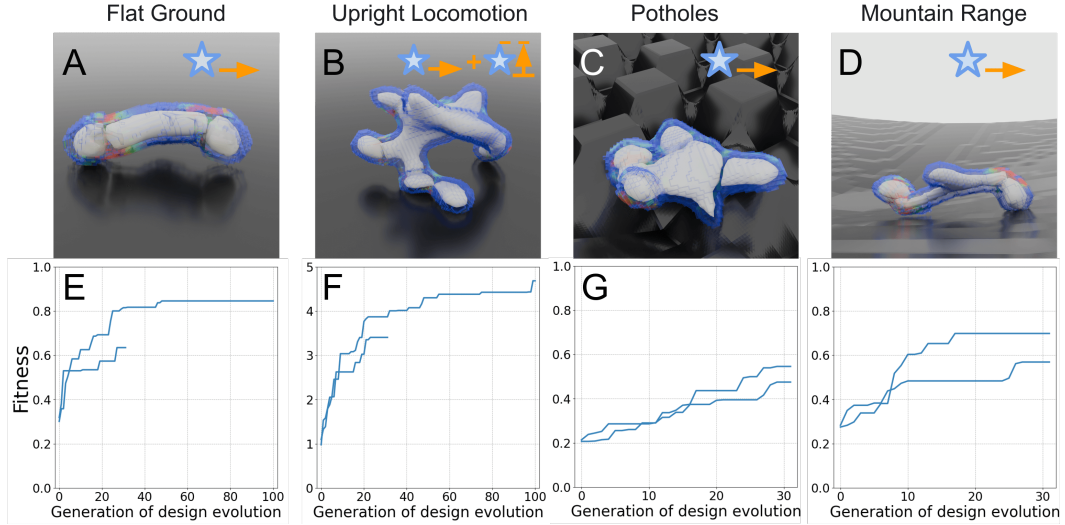 Flat Ground
Upright Locomotion
Potholes
Mountain Range
A
B
+
C
D
E
1.0
0.8
0.6
0.4
0.2
0.0
Fitness
0 20 40 60 80 100
Generation of design evolution
F
5
4
3
2
1
0
0 20 40 60 80 100
Generation of design evolution
G
1.0
0.8
0.6
0.4
0.2
0.0
0 10 20 30
Generation of design evolution
1.0
0.8
0.6
0.4
0.2
0.0
0 10 20 30
Generation of design evolution